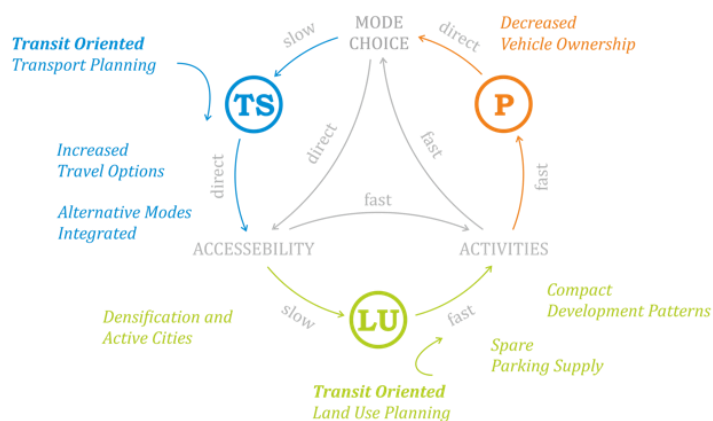 MODE
CHOICE
Decreased
Vehicle Ownership
slow
direct
Transit Oriented
Transport Planning
TS
P
Increased
Travel Options
direct
direct
fast
fast
Alternative Modes
Integrated
fast
ACCESSEBILITY
ACTIVITIES
Densification and
Active Cities
slow
LU
fast
Compact
Development Patterns
Spare
Parking Supply
Transit Oriented
Land Use Planning